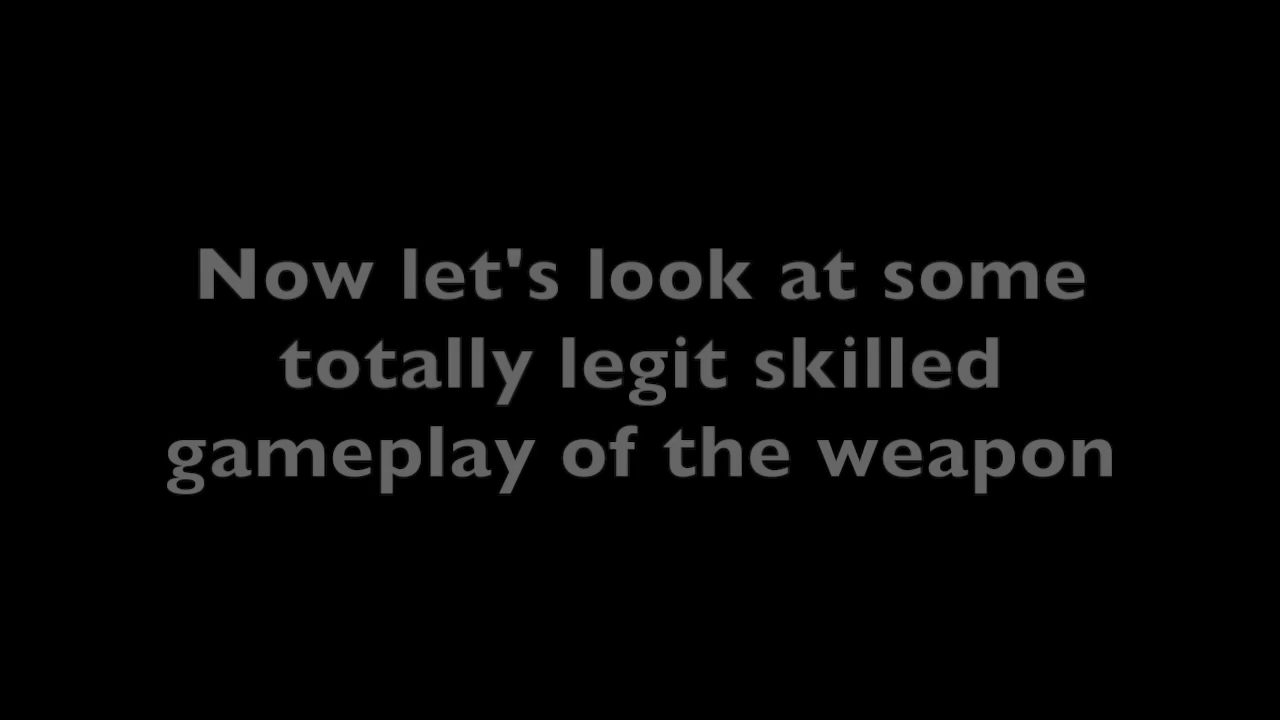 Now let's look at some
totally legit skilled
gameplay of the weapon